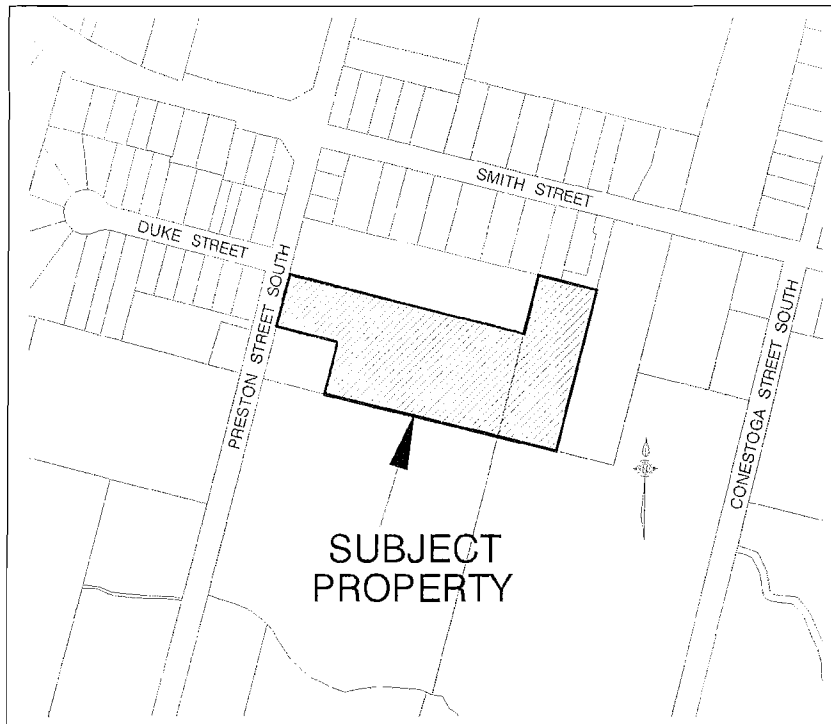 SMITH STREET
DUKE STREET
PRESTON STREET SOUTH
CONESTOGA STREET SOUTH
SUBJECT
PROPERTY